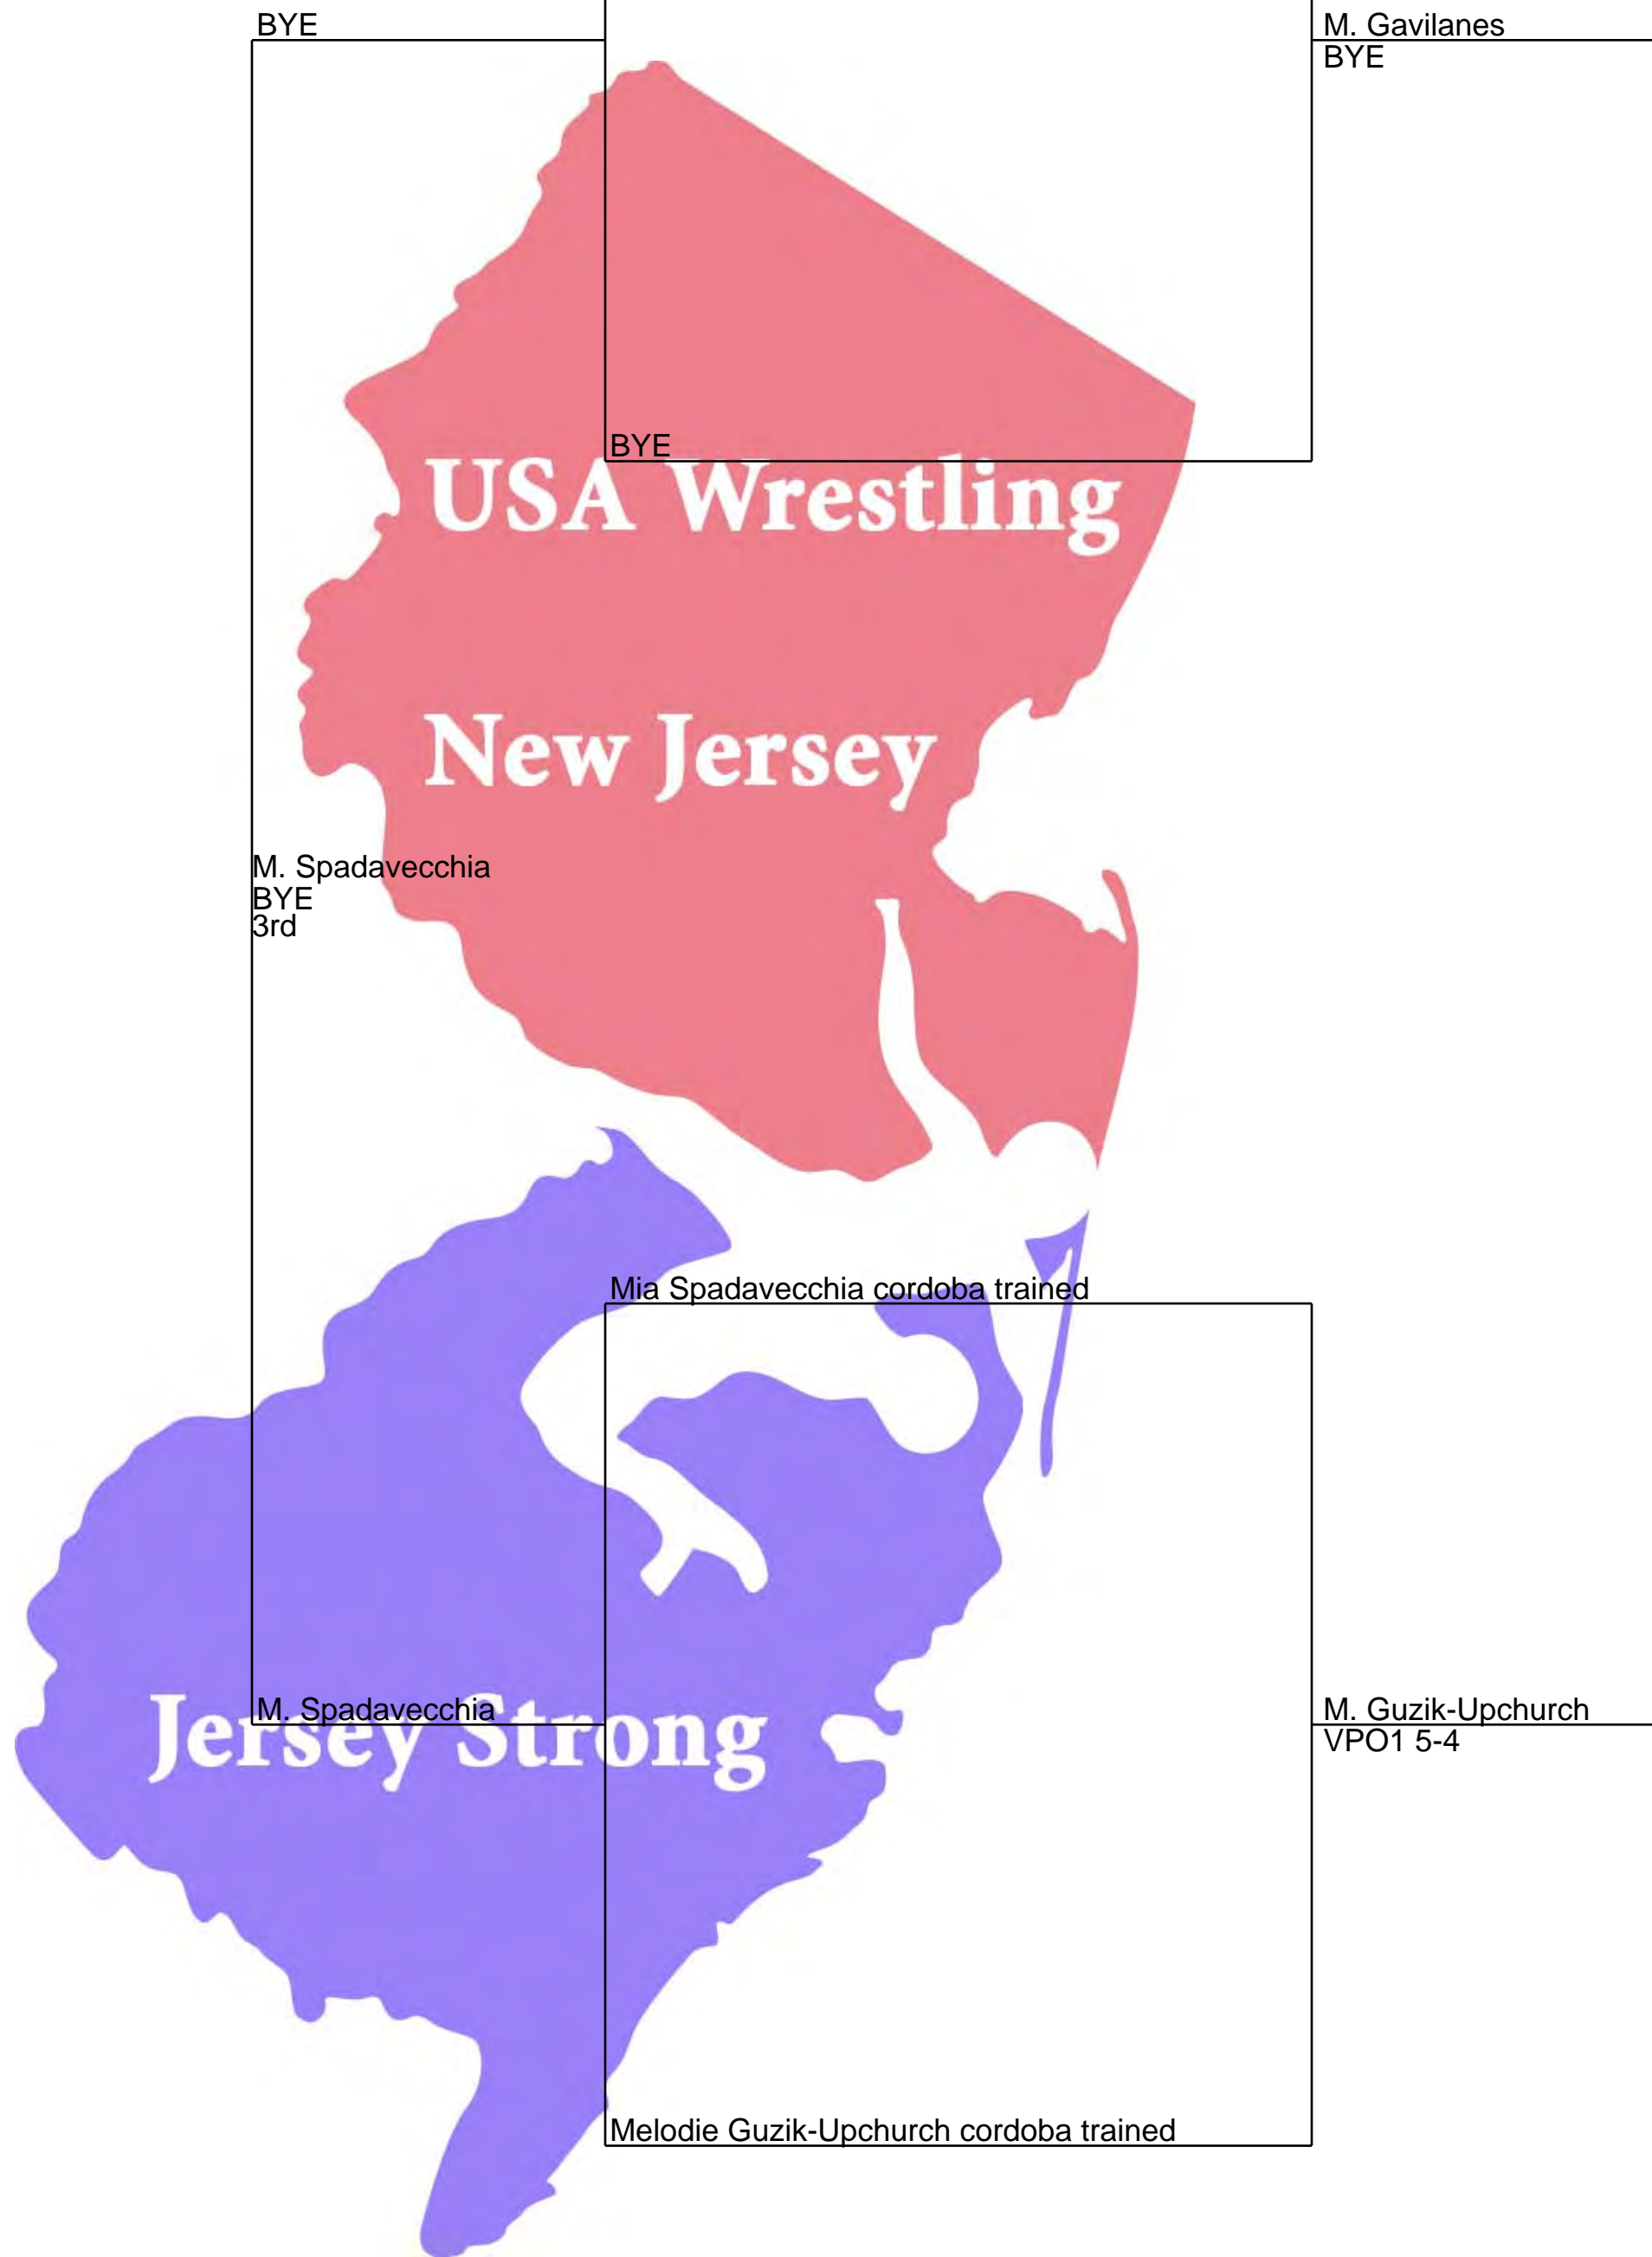 BYE
M. Gavilanes
BYE
BYE
USA Wrestling
New Jersey
M. Spadavecchia
BYE
3rd
Mia Spadavecchia cordoba trained
M. Spadavecchia
Jersey Strong
M. Guzik-Upchurch
VPO1 5-4
Melodie Guzik-Upchurch cordoba trained